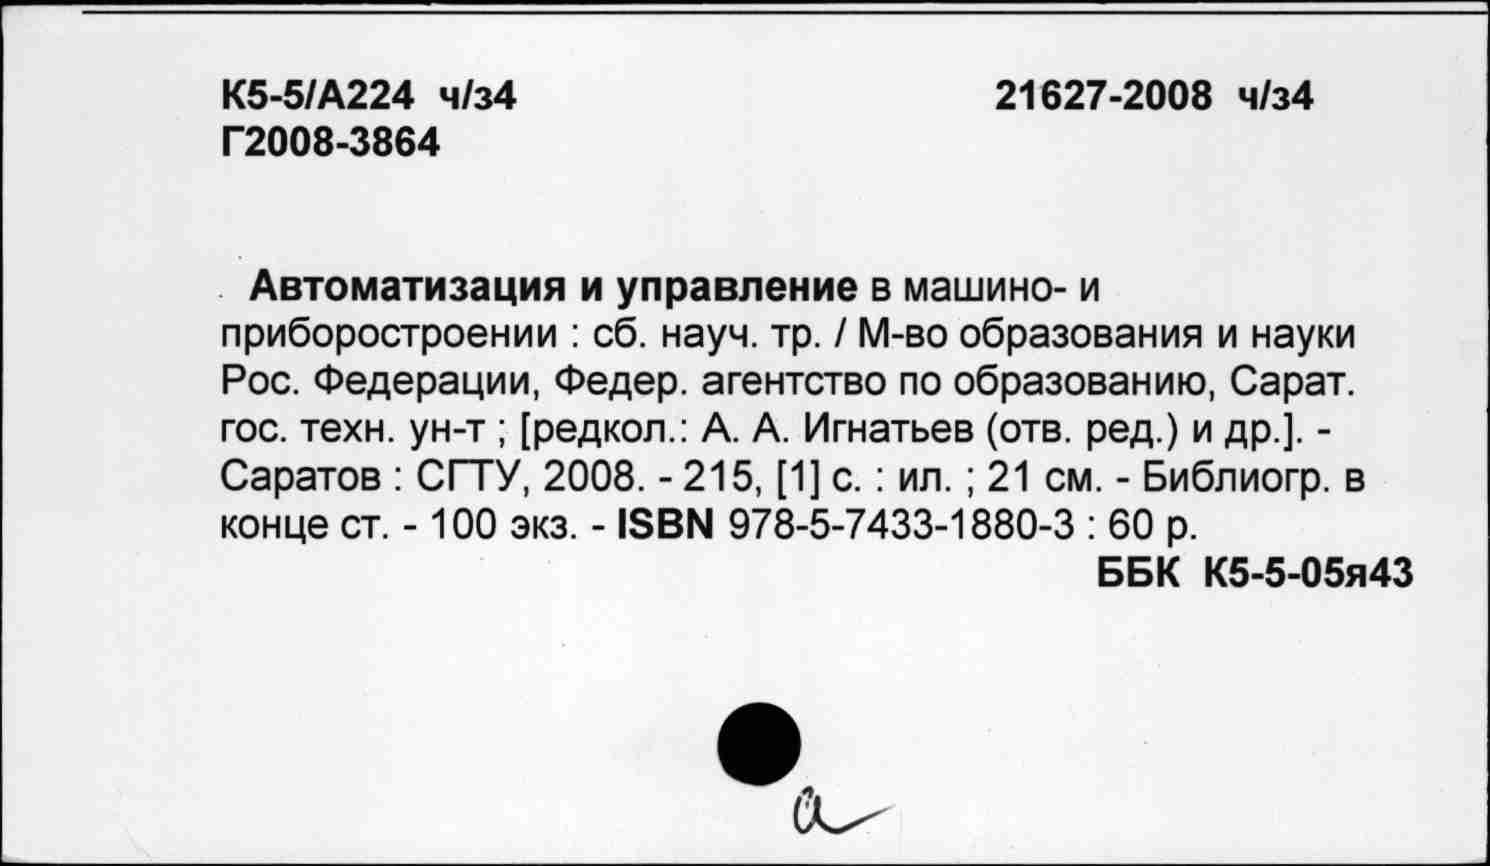 К5-5/А224 ч/з4 21627-2008 ч/з4
Г2008-3864
Автоматизация и управление в машино- и
приборостроении : сб. науч. тр. / М-во образования и науки
Рос. Федерации, Федер. агентство по образованию, Сарат.
гос. техн. ун-т ; [редкол.: А. А. Игнатьев (отв. ред.) и др.]. -
Саратов : СГТУ, 2008. - 215, [1] с. : ил. ; 21 см. - Библиогр. в
конце ст. - 100 экз. - ISBN 978-5-7433-1880-3 : 60 р.
ББК К5-5-05я43
а